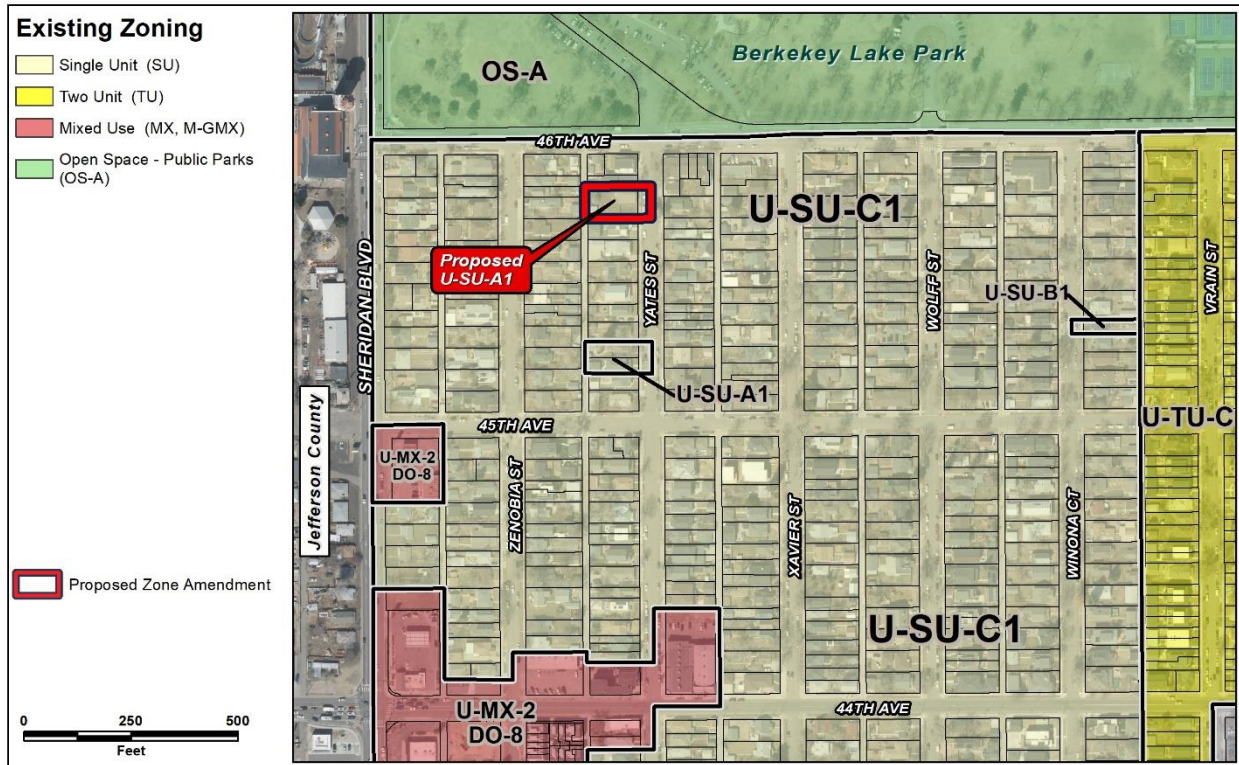 Existing Zoning
Single Unit (SU)
Two Unit (TU)
Mixed Use (MX, M-GMX)
Open Space - Public Parks
(OS-A)
Proposed Zone Amendment
0 250 500
Feet
Berkekey Lake Park
OS-A
46TH AVE
U-SU-C1
Proposed
U-SU-A1
SHERIDAN BLVD
YATES ST
WOLFF ST
VRAIN ST
U-SU-B1
U-SU-A1
45TH AVE
U-TU-C
U-MX-2
DO-8
Jefferson County
ZENOBIA ST
XAVIER ST
WINONA CT
U-SU-C1
44TH AVE
U-MX-2
DO-8